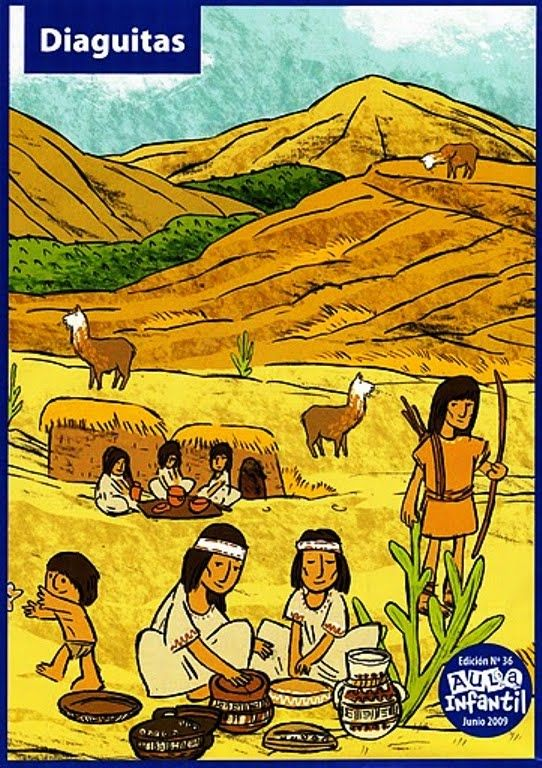 Diaguitas
Edición Nº 36
AULA
infantil
Junio 2009